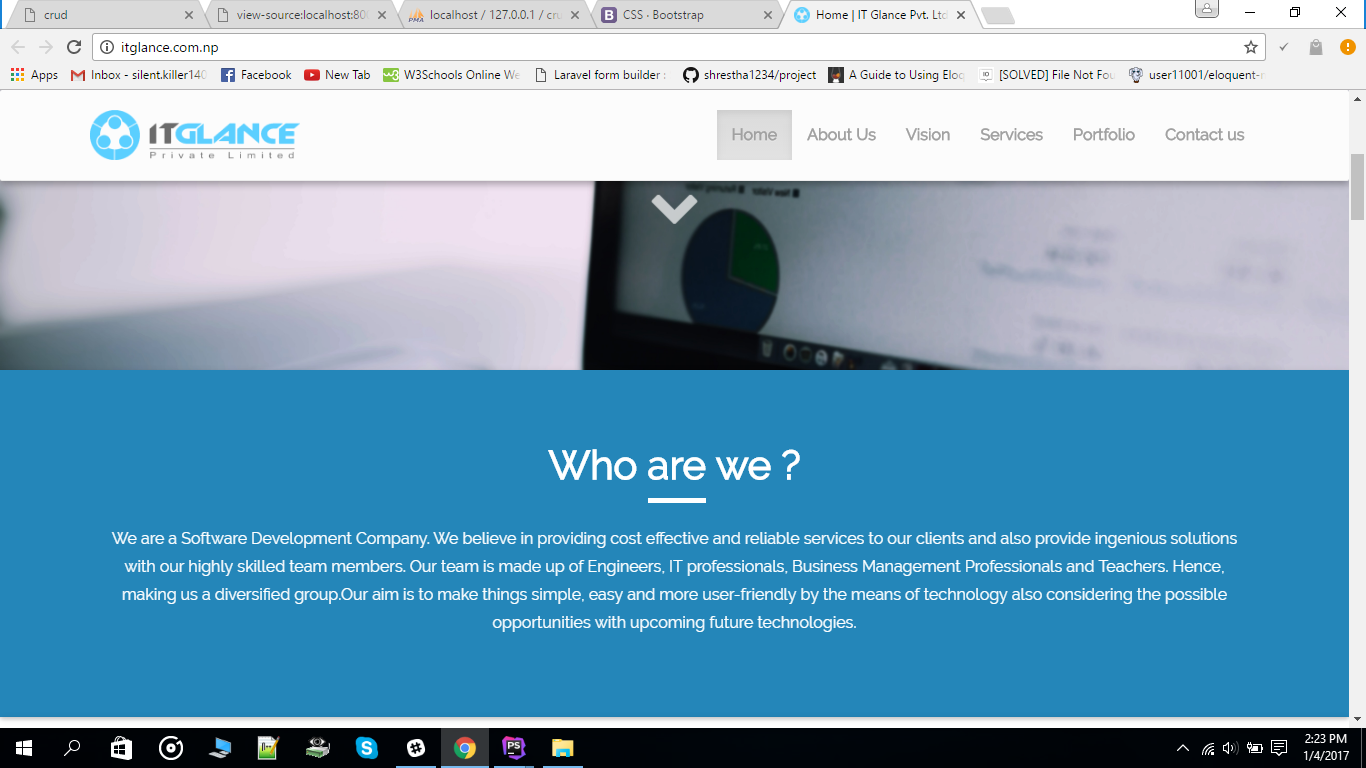 crud
view-source:localhost:80
localhost / 127.0.0.1 / cru
CSS · Bootstrap
Home | IT Glance Pvt. Ltd
itglance.com.np
Apps
Inbox - silent.killer140
Facebook
New Tab
W3Schools Online We
Laravel form builder :
shrestha1234/project
A Guide to Using Eloq
[SOLVED] File Not Fou
user11001/eloquent-
ITGLANCE
Private Limited
Home
About Us
Vision
Services
Portfolio
Contact us
Who are we ?
We are a Software Development Company. We believe in providing cost effective and reliable services to our clients and also provide ingenious solutions
with our highly skilled team members. Our team is made up of Engineers, IT professionals, Business Management Professionals and Teachers. Hence,
making us a diversified group.Our aim is to make things simple, easy and more user-friendly by the means of technology also considering the possible
opportunities with upcoming future technologies.
2:23 PM
1/4/2017